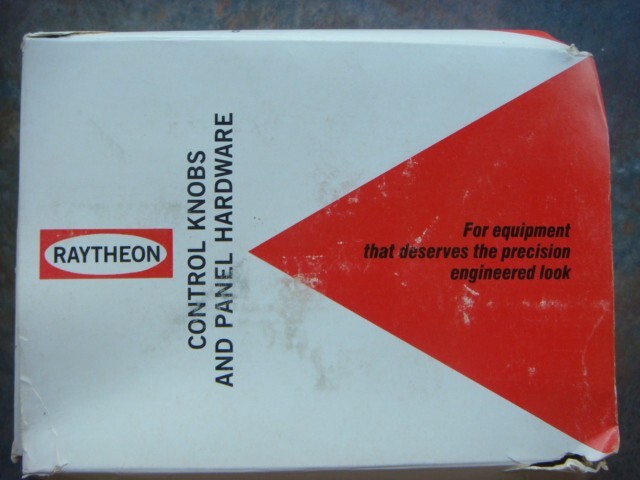 RAYTHEON
CONTROL KNOBS
AND PANEL HARDWARE
For equipment
that deserves the precision
engineered look